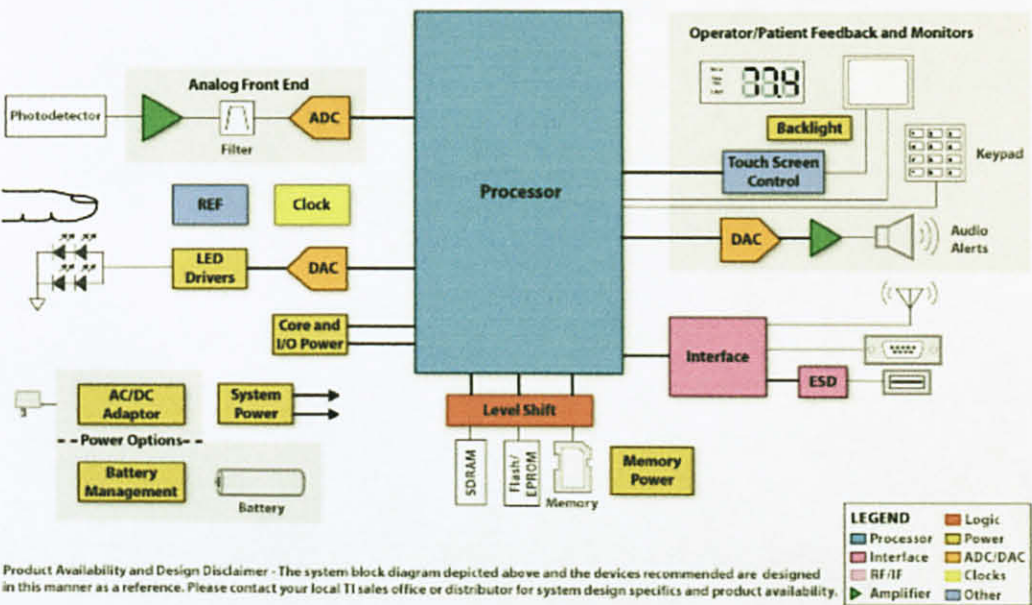 Operator/Patient Feedback and Monitors
Analog Front End
Photodetector
ADC
Filter
Processor
Backlight
Touch Screen
Control
Keypad
REF
Clock
DAC
Audio
Alerts
LED
Drivers
DAC
Core and
I/O Power
Interface
ESD
AC/DC
Adaptor
System
Power
Level Shift
--Power Options--
Battery
Management
Battery
SDRAM
Flash/
EPROM
Memory
Memory
Power
LEGEND
Processor
Interface
RF/IF
Amplifier
Logic
Power
ADC/DAC
Clocks
Other
Product Availability and Design Disclaimer - The system block diagram depicted above and the devices recommended are designed
in this manner as a reference. Please contact your local TI sales office or distributor for system design specifics and product availability.